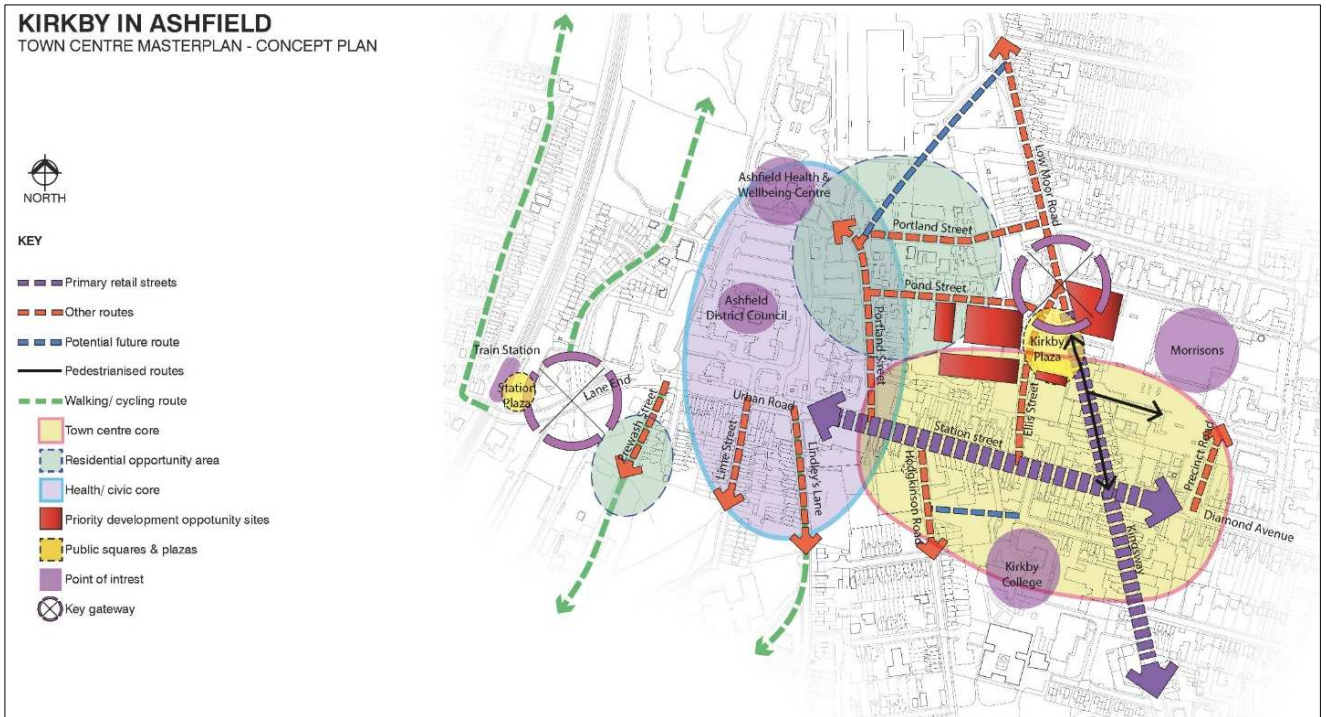 KIRKBY IN ASHFIELD
TOWN CENTRE MASTERPLAN - CONCEPT PLAN
NORTH
KEY
Primary retail streets
Other routes
Potential future route
Pedestrianised routes
Walking/ cycling route
Town centre core
Residential opportunity area
Health/ civic core
Priority development oppotunity sites
Public squares & plazas
Point of intrest
Key gateway
Ashfield Health &
Wellbeing-Centre
Low Moor Road
Portland Street
Pond Street
Ashfield
District Council
Portland Street
Kirkby
Plaza
Morrisons
Train Station
Station
Plaza
Lane End
Prewash Street
Urban Road
Lime Street
Lindley's Lane
Station street
Ellis Street
Hodgkinson Road
Precinct Road
Diamond Avenue
Kingsway
Kirkby
College